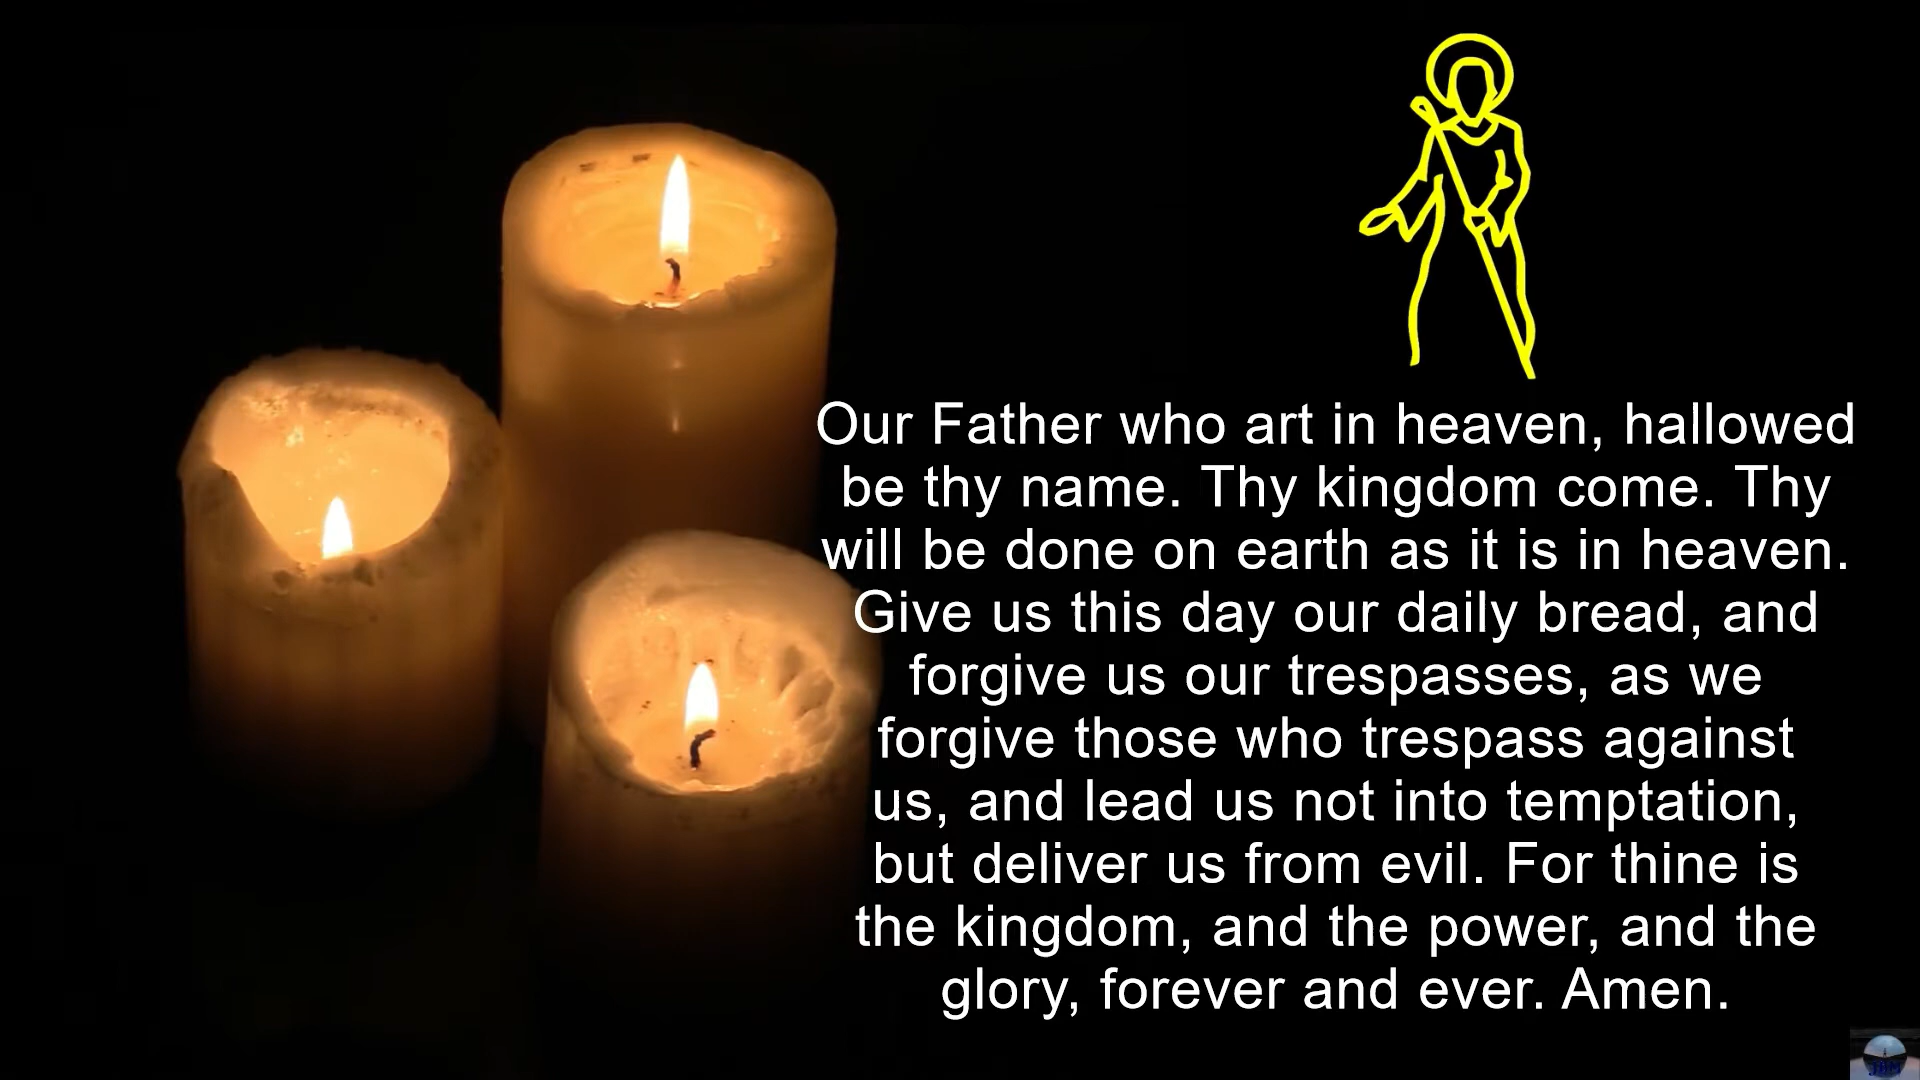 Our Father who art in heaven, hallowed
be thy name. Thy kingdom come. Thy
will be done on earth as it is in heaven.
Give us this day our daily bread, and
forgive us our trespasses, as we
forgive those who trespass against
us, and lead us not into temptation,
but deliver us from evil. For thine is
the kingdom, and the power, and the
glory, forever and ever. Amen.